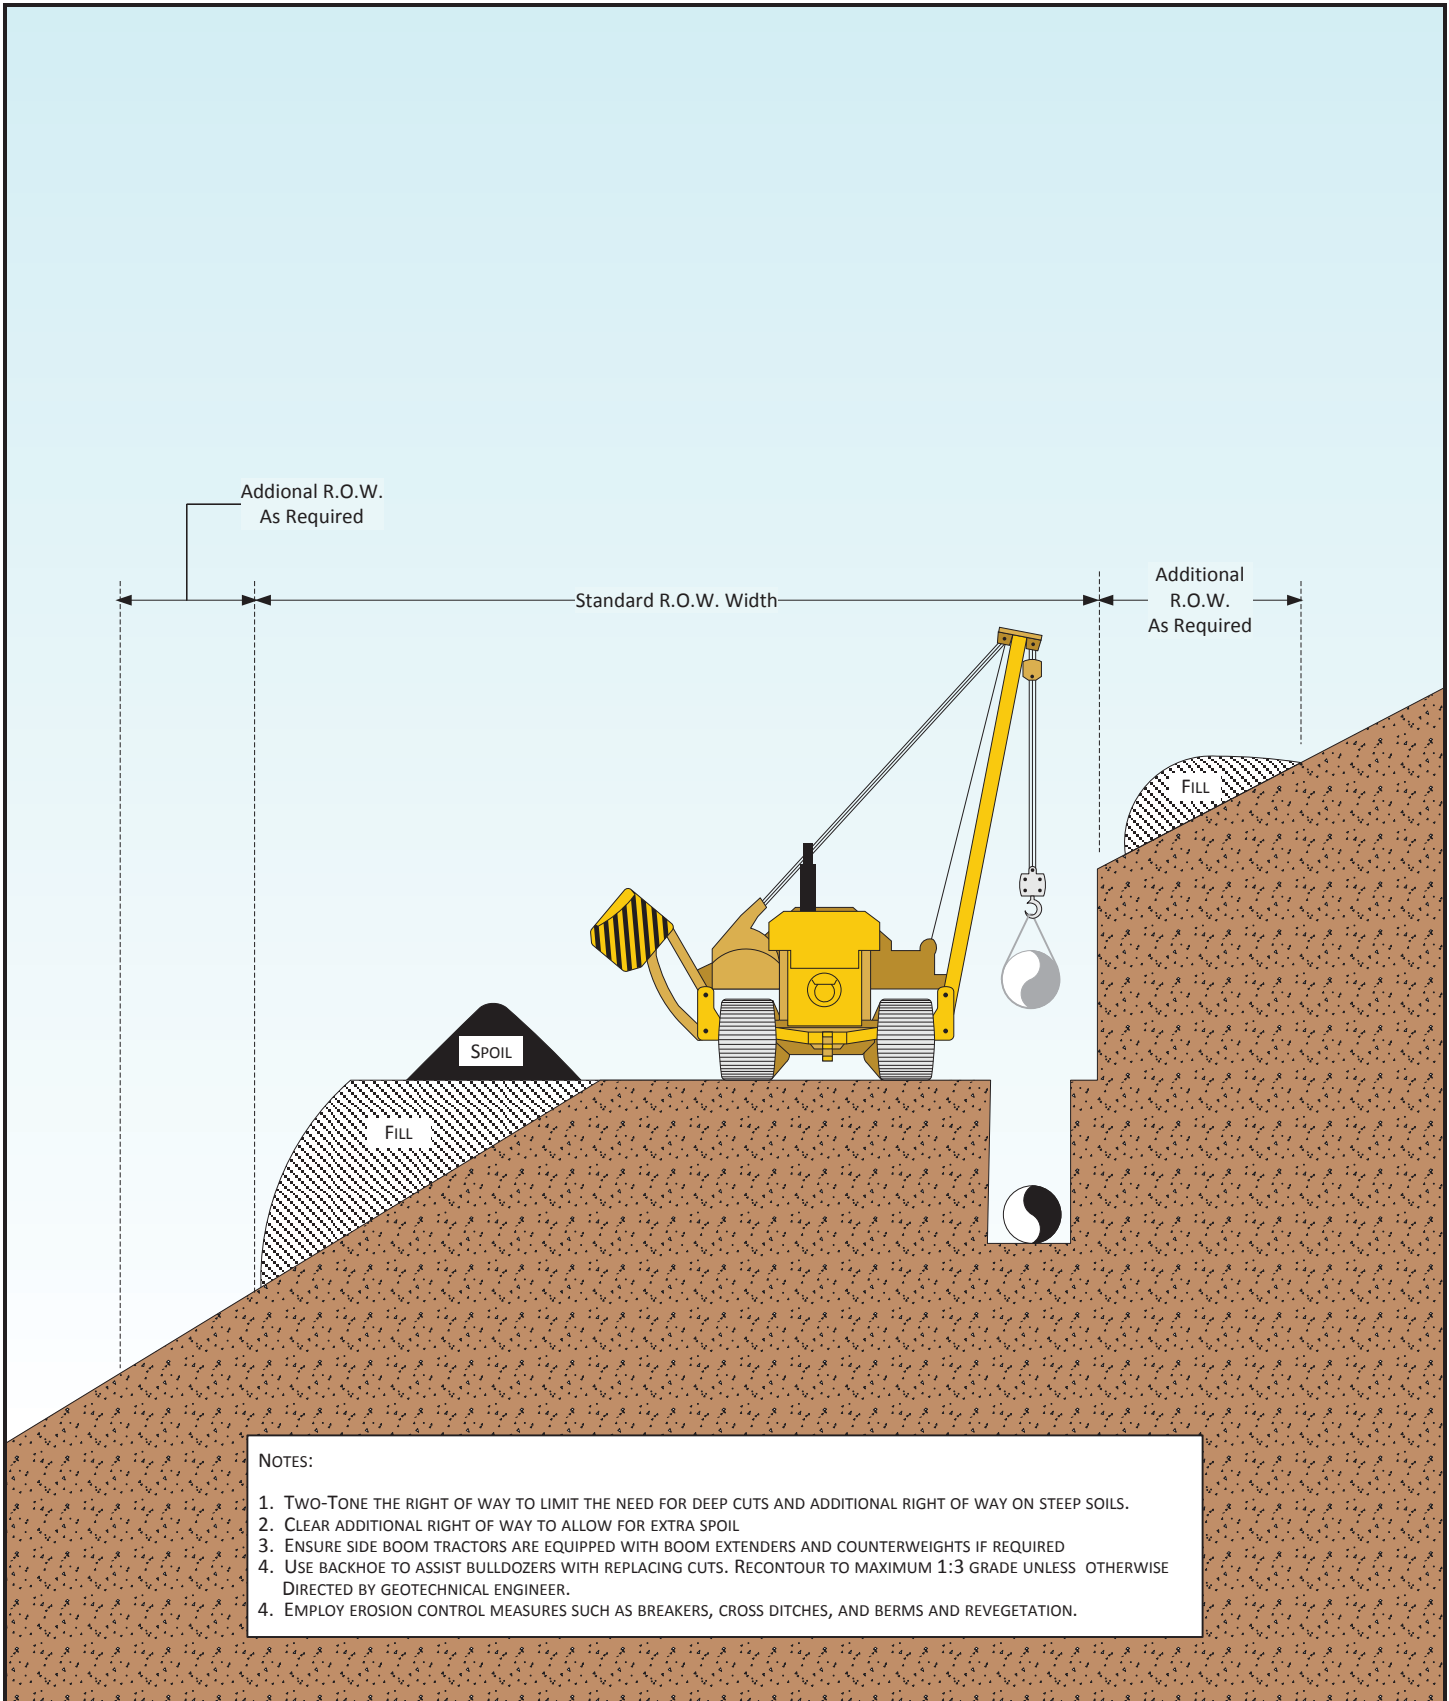 Addional R.O.W.
As Required
Standard R.O.W. Width
Additional
R.O.W.
As Required
FILL
SPOIL
FILL
NOTES:
1. TWO-TONE THE RIGHT OF WAY TO LIMIT THE NEED FOR DEEP CUTS AND ADDITIONAL RIGHT OF WAY ON STEEP SOILS.
2. CLEAR ADDITIONAL RIGHT OF WAY TO ALLOW FOR EXTRA SPOIL
3. ENSURE SIDE BOOM TRACTORS ARE EQUIPPED WITH BOOM EXTENDERS AND COUNTERWEIGHTS IF REQUIRED
4. USE BACKHOE TO ASSIST BULLDOZERS WITH REPLACING CUTS. RECONTOUR TO MAXIMUM 1:3 GRADE UNLESS OTHERWISE
DIRECTED BY GEOTECHNICAL ENGINEER.
4. EMPLOY EROSION CONTROL MEASURES SUCH AS BREAKERS, CROSS DITCHES, AND BERMS AND REVEGETATION.